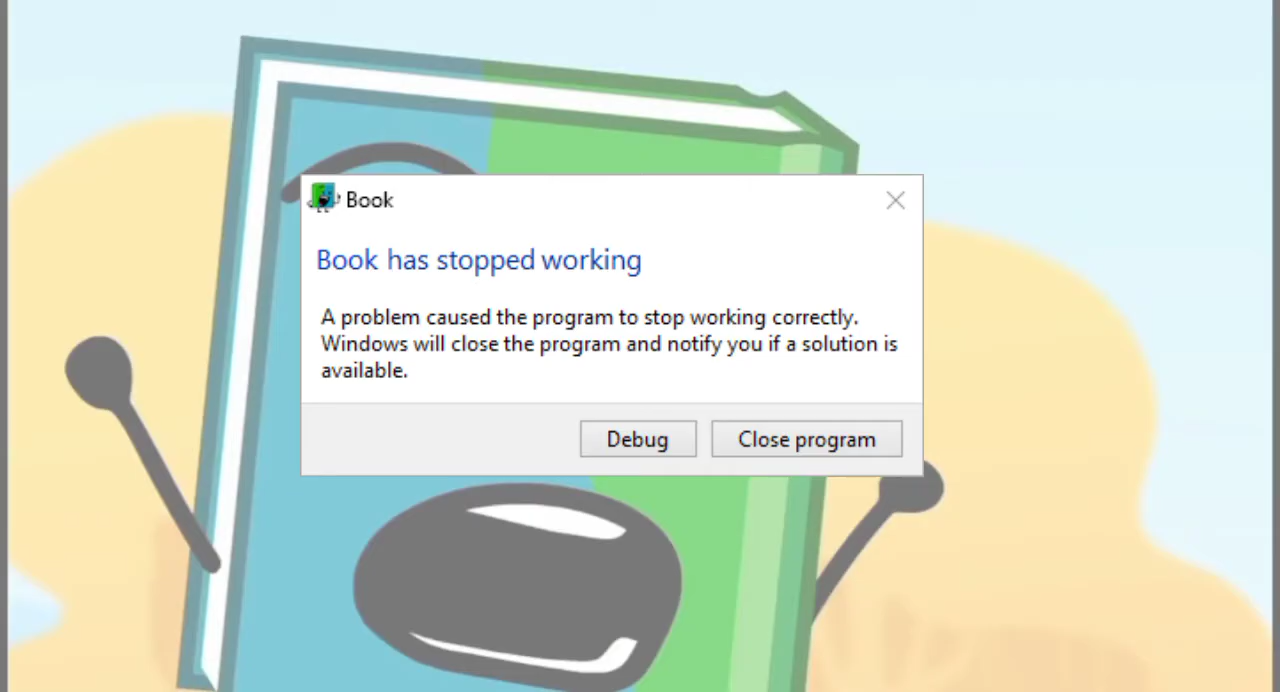 Book
Book has stopped working
A problem caused the program to stop working correctly.
Windows will close the program and notify you if a solution is
available.
Debug
Close program